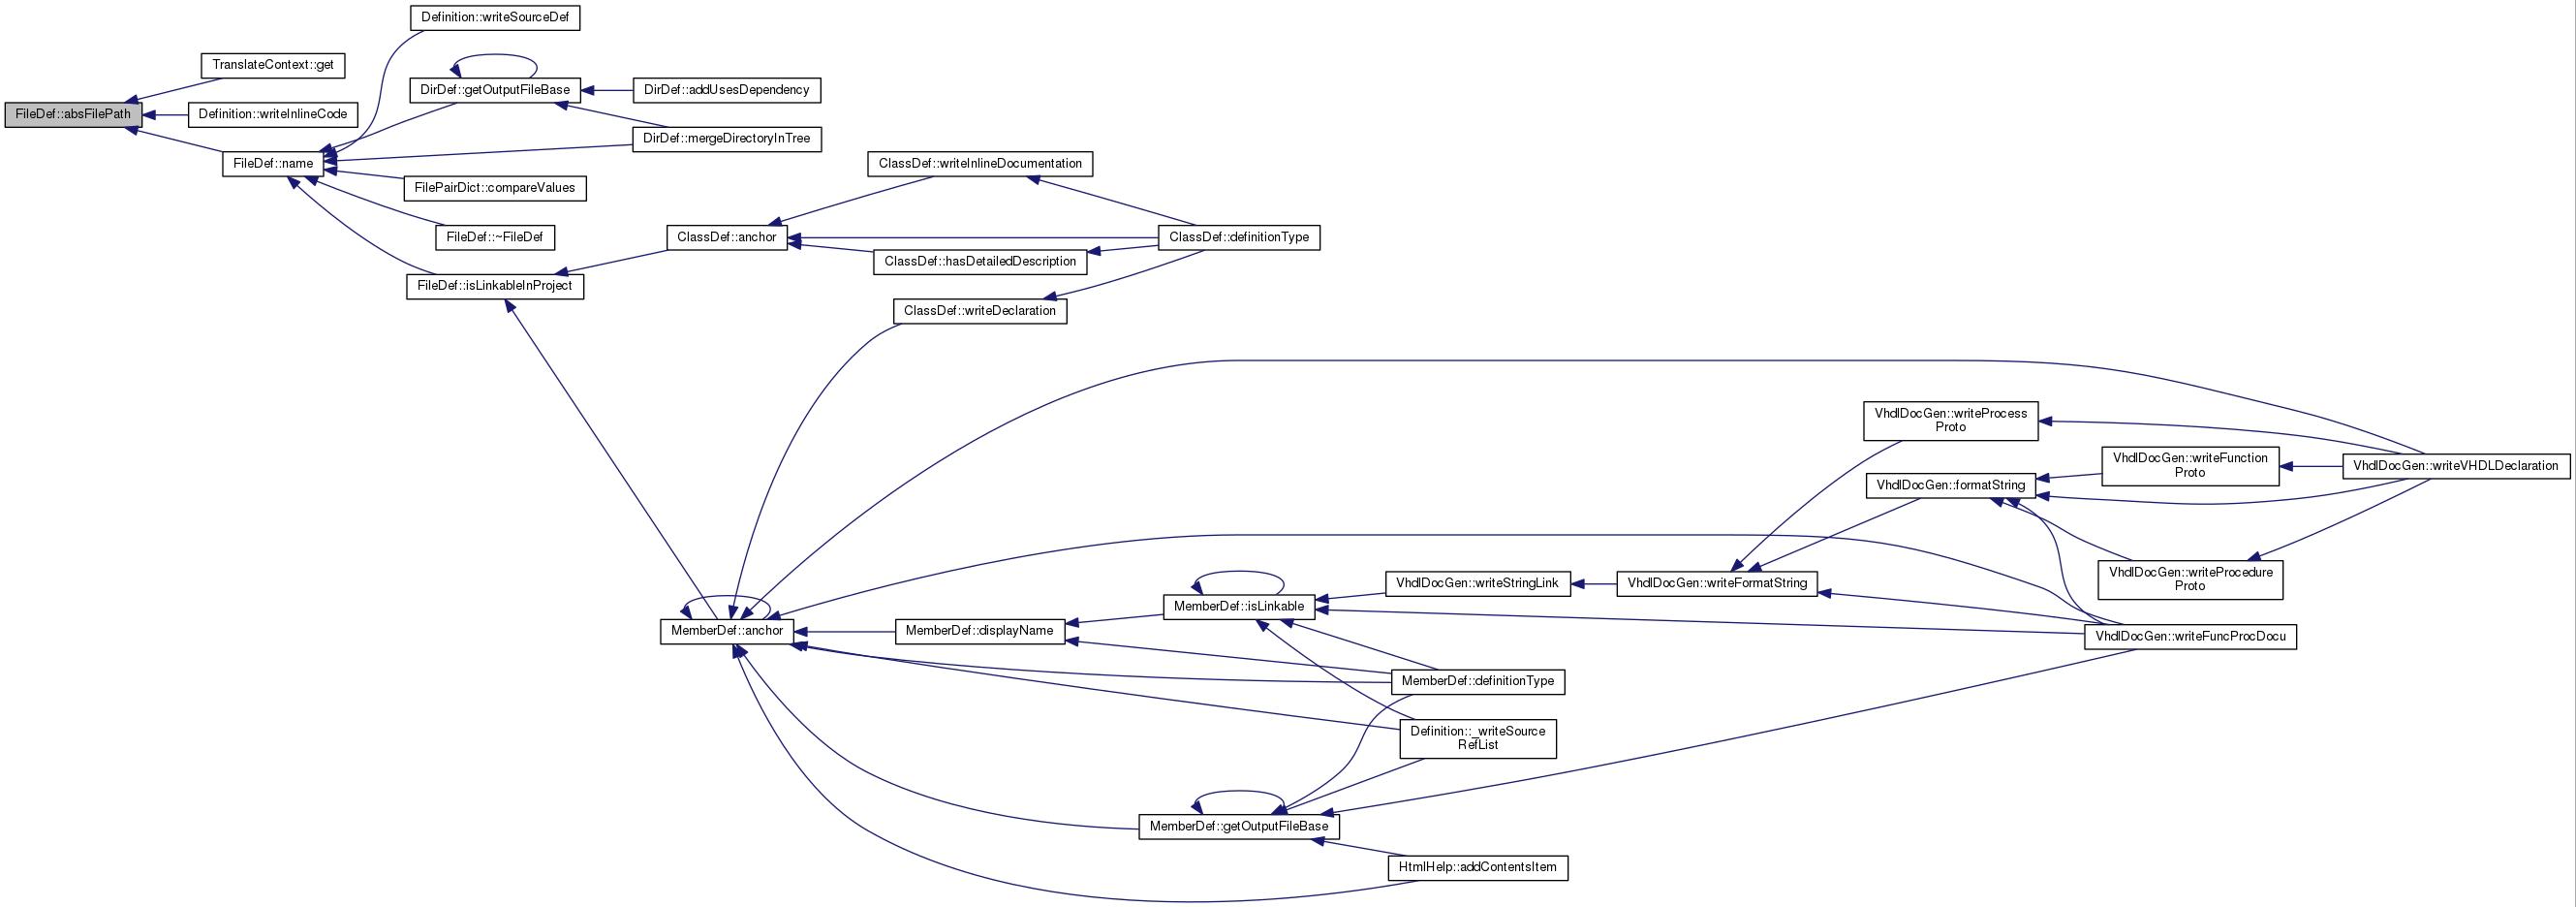 Definition::writeSourceDef
TranslateContext::get
DirDef::getOutputFileBase
DirDef::addUsesDependency
FileDef::absFilePath
Definition::writeInlineCode
DirDef::mergeDirectoryInTree
FileDef::name
ClassDef::writeInlineDocumentation
FilePairDict::compareValues
FileDef::~FileDef
ClassDef::anchor
ClassDef::definitionType
ClassDef::hasDetailedDescription
FileDef::isLinkableInProject
ClassDef::writeDeclaration
VhdlDocGen::writeProcess
Proto
VhdlDocGen::writeFunction
Proto
VhdlDocGen::writeVHDLDeclaration
VhdlDocGen::formatString
VhdlDocGen::writeProcedure
Proto
VhdlDocGen::writeStringLink
VhdlDocGen::writeFormatString
MemberDef::isLinkable
MemberDef::anchor
MemberDef::displayName
VhdlDocGen::writeFuncProcDocu
MemberDef::definitionType
Definition::_writeSource
RefList
MemberDef::getOutputFileBase
HtmlHelp::addContentsItem